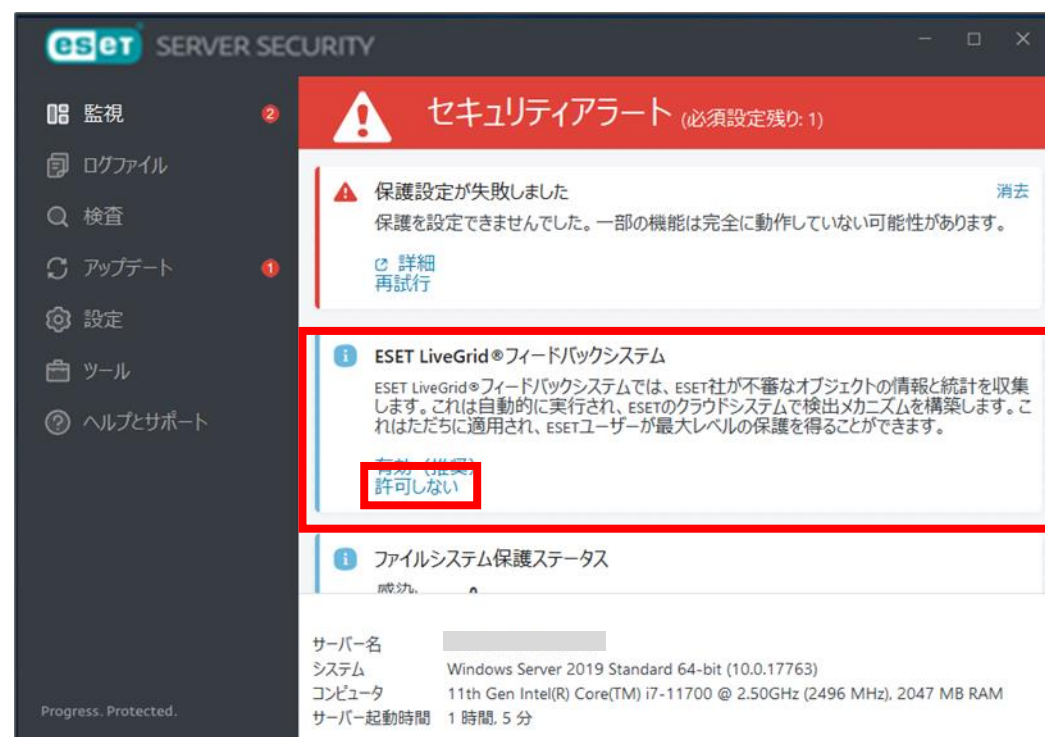 eset SERVER SECURITY
監視 2
ログファイル
検査
アップデート 1
設定
ツール
ヘルプとサポート
Progress. Protected.
セキュリティアラート (必須設定残り: 1)
保護設定が失敗しました 消去
保護を設定できませんでした。一部の機能は完全に動作していない可能性があります。
詳細
再試行
ESET LiveGrid®フィードバックシステム
ESET LiveGrid®フィードバックシステムでは、ESET社が不審なオブジェクトの情報と統計を収集
します。これは自動的に実行され、ESETのクラウドシステムで検出メカニズムを構築します。こ
れはただちに適用され、ESETユーザーが最大レベルの保護を得ることができます。
有効（推奨）
許可しない
ファイルシステム保護ステータス
サーバー名
システム Windows Server 2019 Standard 64-bit (10.0.17763)
コンピュータ 11th Gen Intel(R) Core(TM) i7-11700 @ 2.50GHz (2496 MHz), 2047 MB RAM
サーバー起動時間 1 時間, 5 分